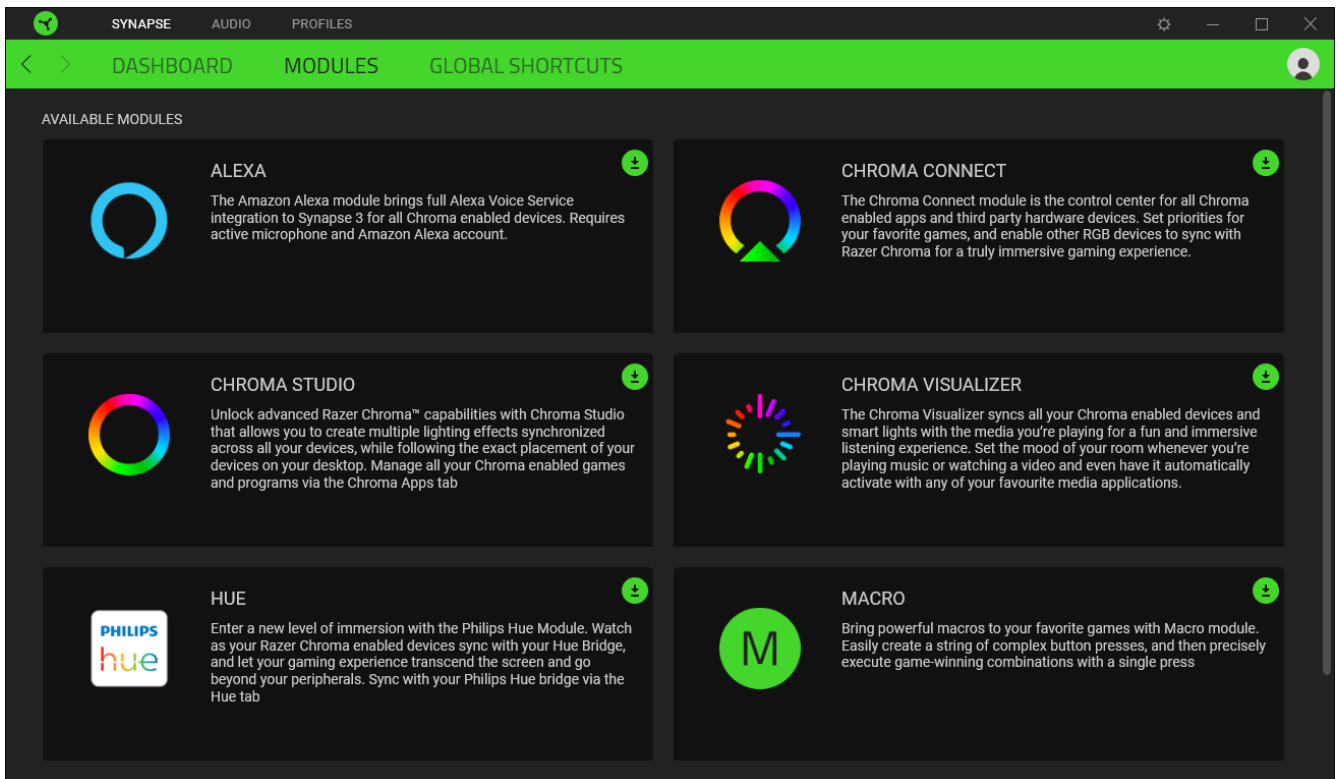 SYNAPSE AUDIO PROFILES
DASHBOARD MODULES GLOBAL SHORTCUTS
AVAILABLE MODULES
ALEXA
The Amazon Alexa module brings full Alexa Voice Service
integration to Synapse 3 for all Chroma enabled devices. Requires
active microphone and Amazon Alexa account.
CHROMA CONNECT
The Chroma Connect module is the control center for all Chroma
enabled apps and third party hardware devices. Set priorities for
your favorite games, and enable other RGB devices to sync with
Razer Chroma for a truly immersive gaming experience.
CHROMA STUDIO
Unlock advanced Razer Chroma™ capabilities with Chroma Studio
that allows you to create multiple lighting effects synchronized
across all your devices, while following the exact placement of your
devices on your desktop. Manage all your Chroma enabled games
and programs via the Chroma Apps tab
CHROMA VISUALIZER
The Chroma Visualizer syncs all your Chroma enabled devices and
smart lights with the media you're playing for a fun and immersive
listening experience. Set the mood of your room whenever you're
playing music or watching a video and even have it automatically
activate with any of your favourite media applications.
PHILIPS
hue
HUE
Enter a new level of immersion with the Philips Hue Module. Watch
as your Razer Chroma enabled devices sync with your Hue Bridge,
and let your gaming experience transcend the screen and go
beyond your peripherals. Sync with your Philips Hue bridge via the
Hue tab
M
MACRO
Bring powerful macros to your favorite games with Macro module.
Easily create a string of complex button presses, and then precisely
execute game-winning combinations with a single press